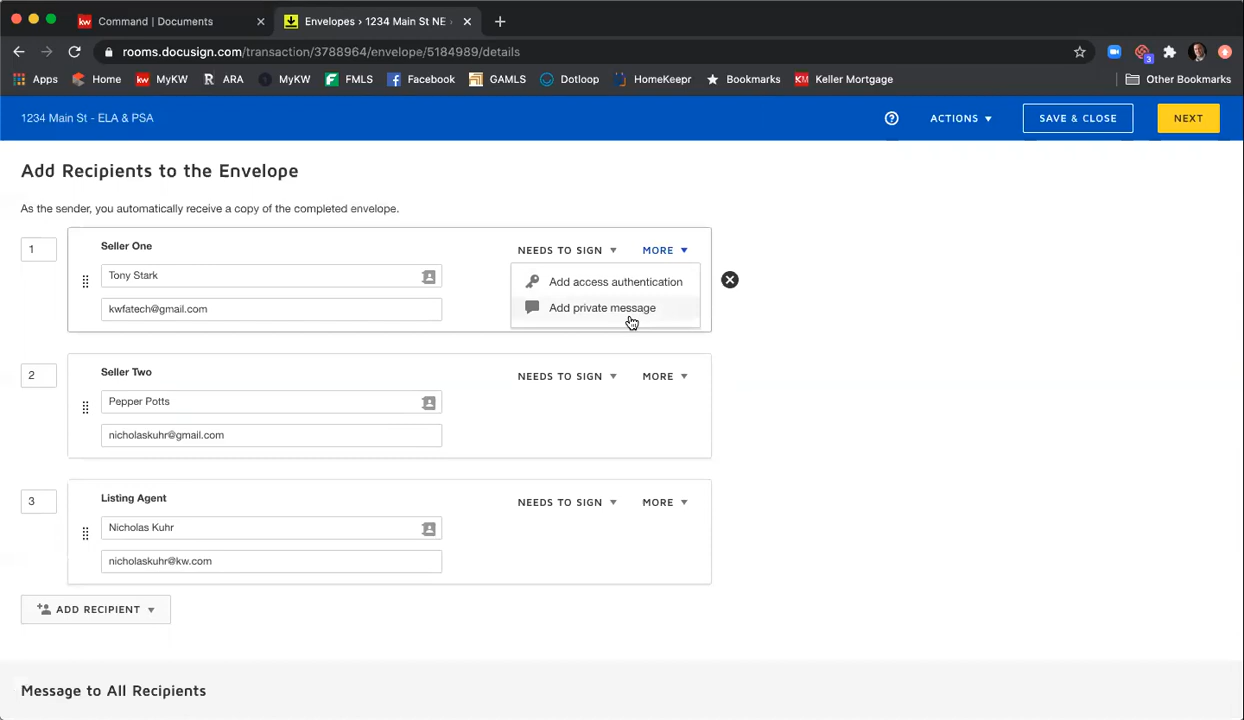 kw Command | Documents
Envelopes › 1234 Main St NE
rooms.docusign.com/transaction/3788964/envelope/5184989/details
3
Apps Home kw MyKW R ARA MyKW F FMLS Facebook GAMLS Dotloop HomeKeepr Bookmarks KM Keller Mortgage Other Bookmarks
1234 Main St - ELA & PSA
? ACTIONS SAVE & CLOSE NEXT
Add Recipients to the Envelope
As the sender, you automatically receive a copy of the completed envelope.
1 Seller One NEEDS TO SIGN MORE
Tony Stark
kwfatech@gmail.com
Add access authentication
Add private message
2 Seller Two NEEDS TO SIGN MORE
Pepper Potts
nicholaskuhr@gmail.com
3 Listing Agent NEEDS TO SIGN MORE
Nicholas Kuhr
nicholaskuhr@kw.com
ADD RECIPIENT
Message to All Recipients